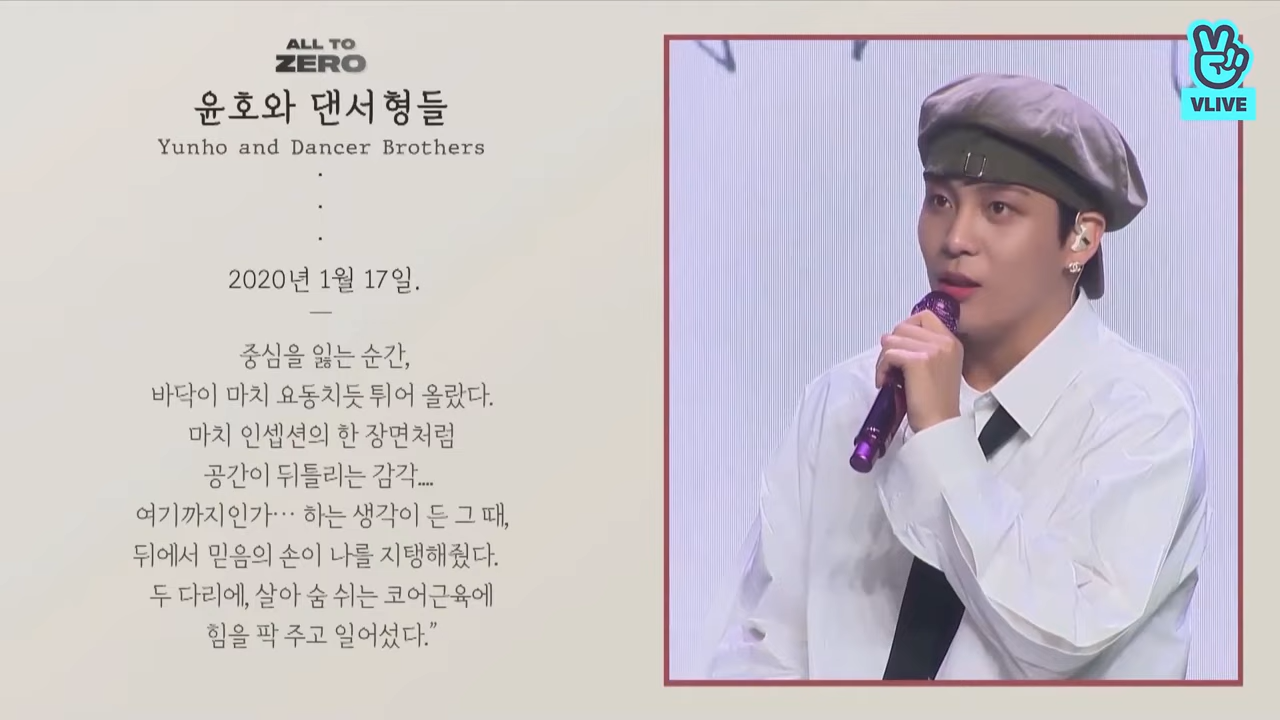 ALL TO
ZERO
윤호와 댄서형들
Yunho and Dancer Brothers
2020년 1월 17일.
중심을 잃는 순간,
바닥이 마치 요동치듯 튀어 올랐다.
마치 인셉션의 한 장면처럼
공간이 뒤틀리는 감각....
여기까지인가… 하는 생각이 든 그 때,
뒤에서 믿음의 손이 나를 지탱해줬다.
두 다리에, 살아 숨 쉬는 코어근육에
힘을 팍 주고 일어섰다.”
VLIVE